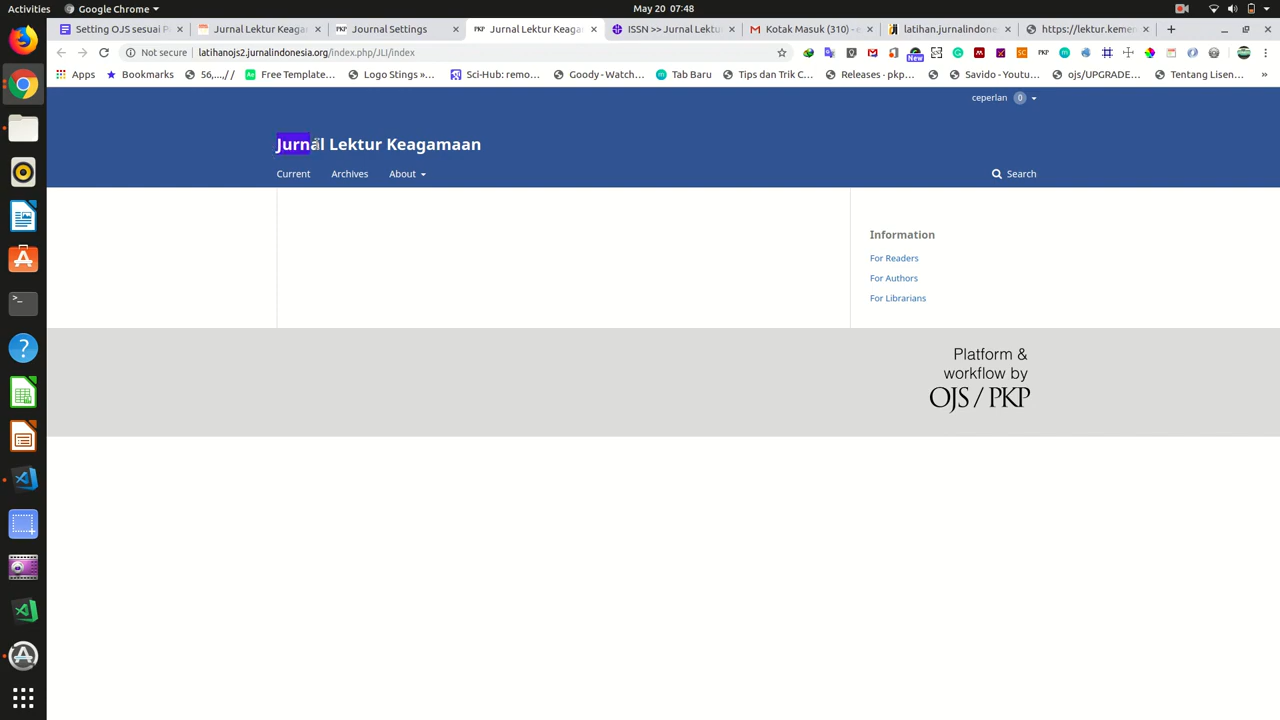 Activities Google Chrome May 20 07:48
Setting OJS sesuai P Jurnal Lektur Keagam Journal Settings PKP Jurnal Lektur Keaga ISSN >> Jurnal Lektu Kotak Masuk (310) - latihan.jurnalindone https://lektur.keme
Not secure latihanojs2.jurnalindonesia.org/index.php/JLI/index
New
Apps Bookmarks 56,...,,/ / Free Template... Logo Stings »... Sci-Hub: remo... Goody - Watch... Tab Baru Tips dan Trik C... Releases · pkp... Savido - Youtu... ojs/UPGRADE... Tentang Lisen... »
ceperlan 0
Jurnal Lektur Keagamaan
Current Archives About Search
Information
For Readers
For Authors
For Librarians
Platform &
workflow by
OJS / PKP